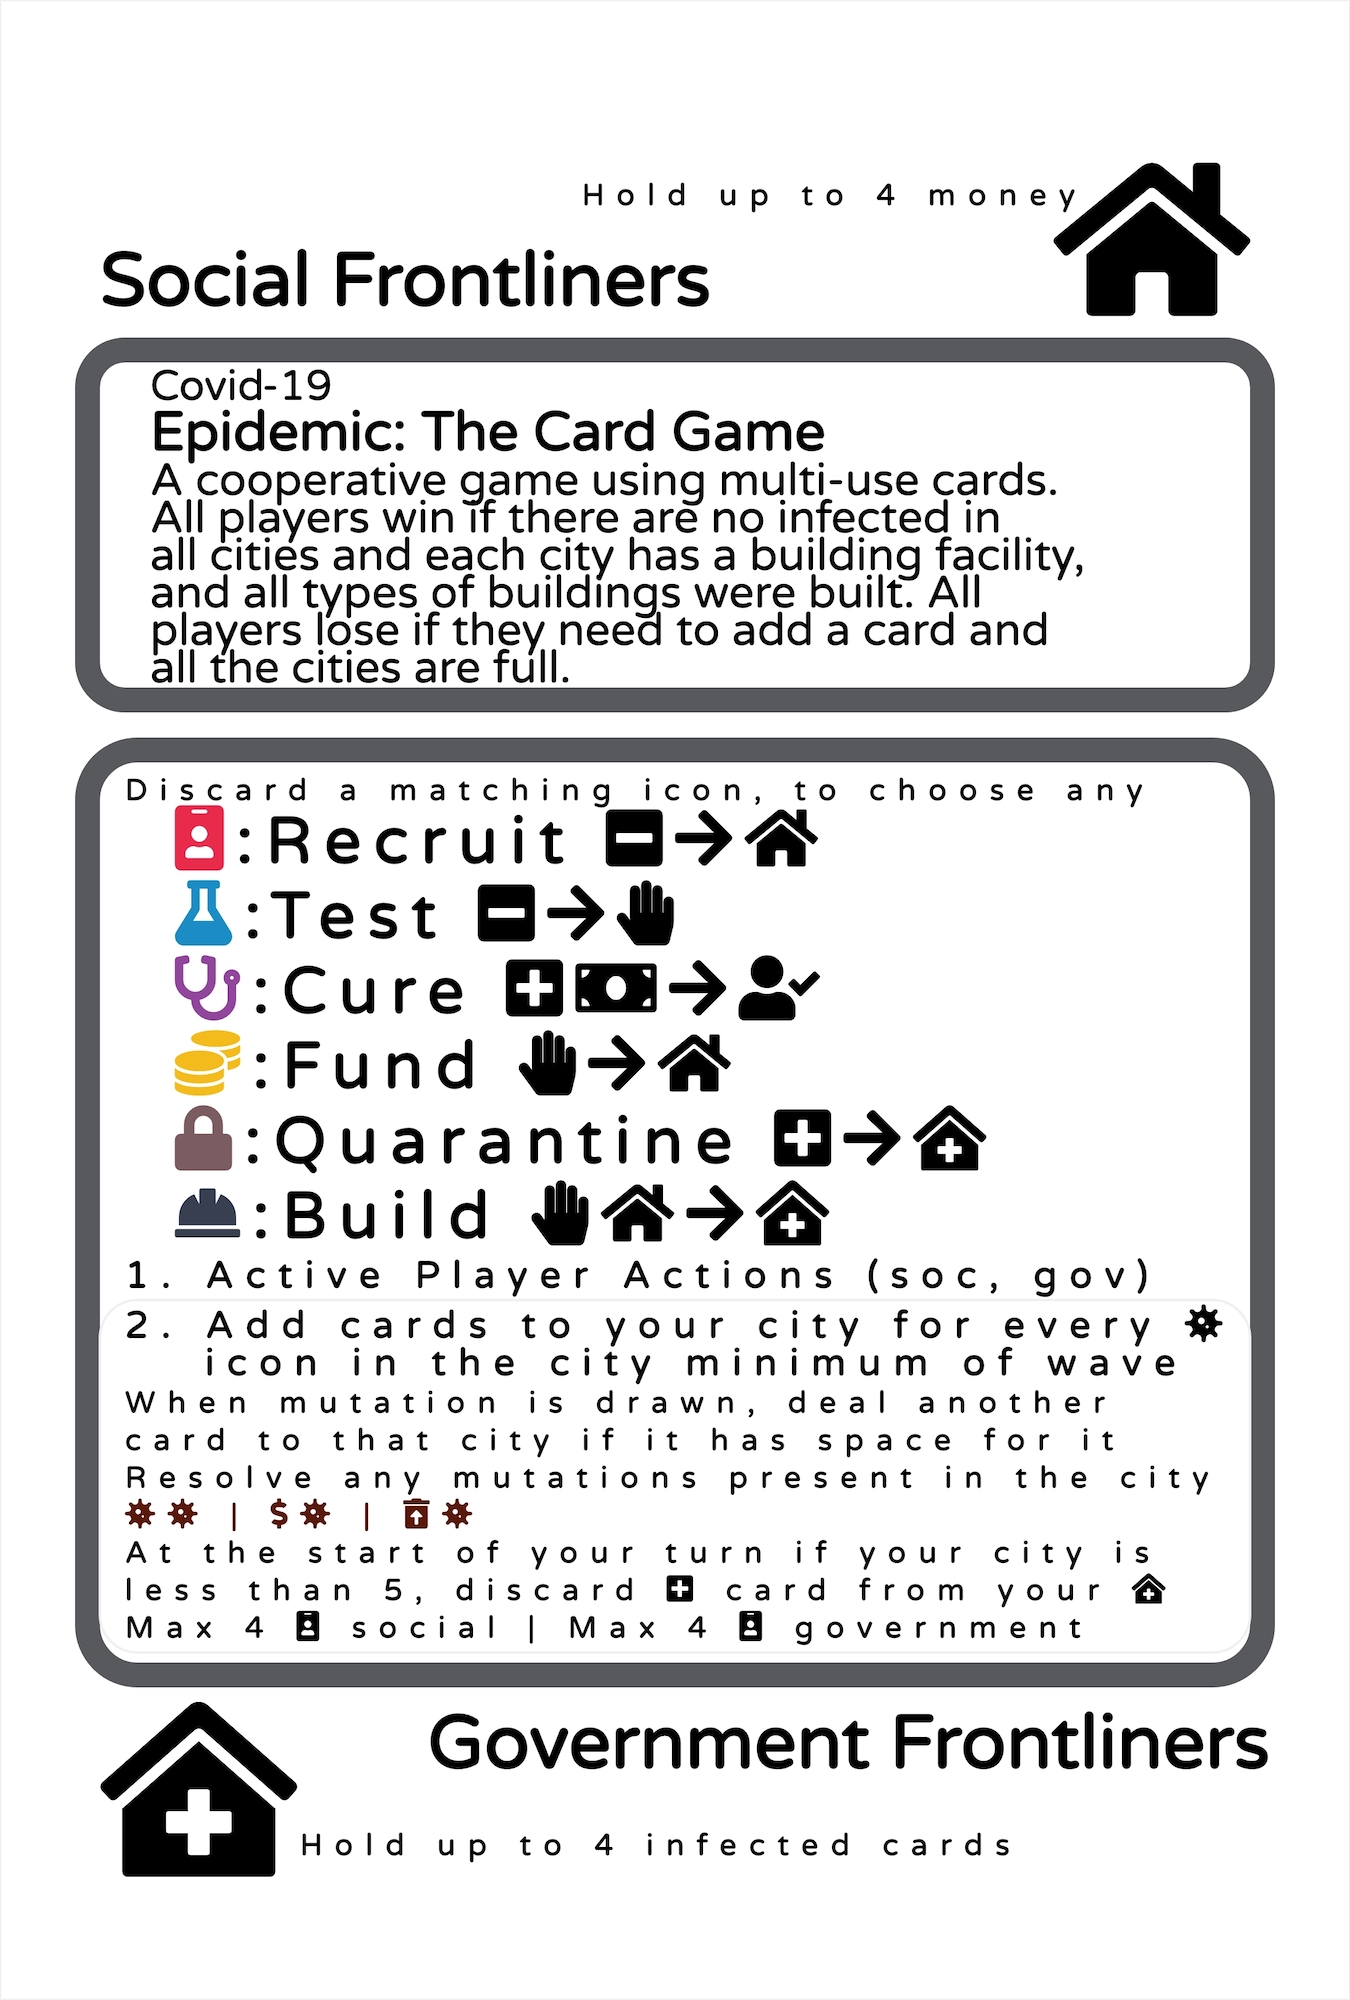 Hold up to 4 money
Social Frontliners
Covid-19
Epidemic: The Card Game
A cooperative game using multi-use cards.
All players win if there are no infected in
all cities and each city has a building facility,
and all types of buildings were built. All
players lose if they need to add a card and
all the cities are full.
Discard a matching icon, to choose any
:Recruit
:Test
:Cure
:Fund
:Quarantine
:Build
1. Active Player Actions (soc, gov)
2. Add cards to your city for every
icon in the city minimum of wave
When mutation is drawn, deal another
card to that city if it has space for it
Resolve any mutations present in the city
| $ |
At the start of your turn if your city is
less than 5, discard card from your
Max 4 social | Max 4 government
Government Frontliners
Hold up to 4 infected cards